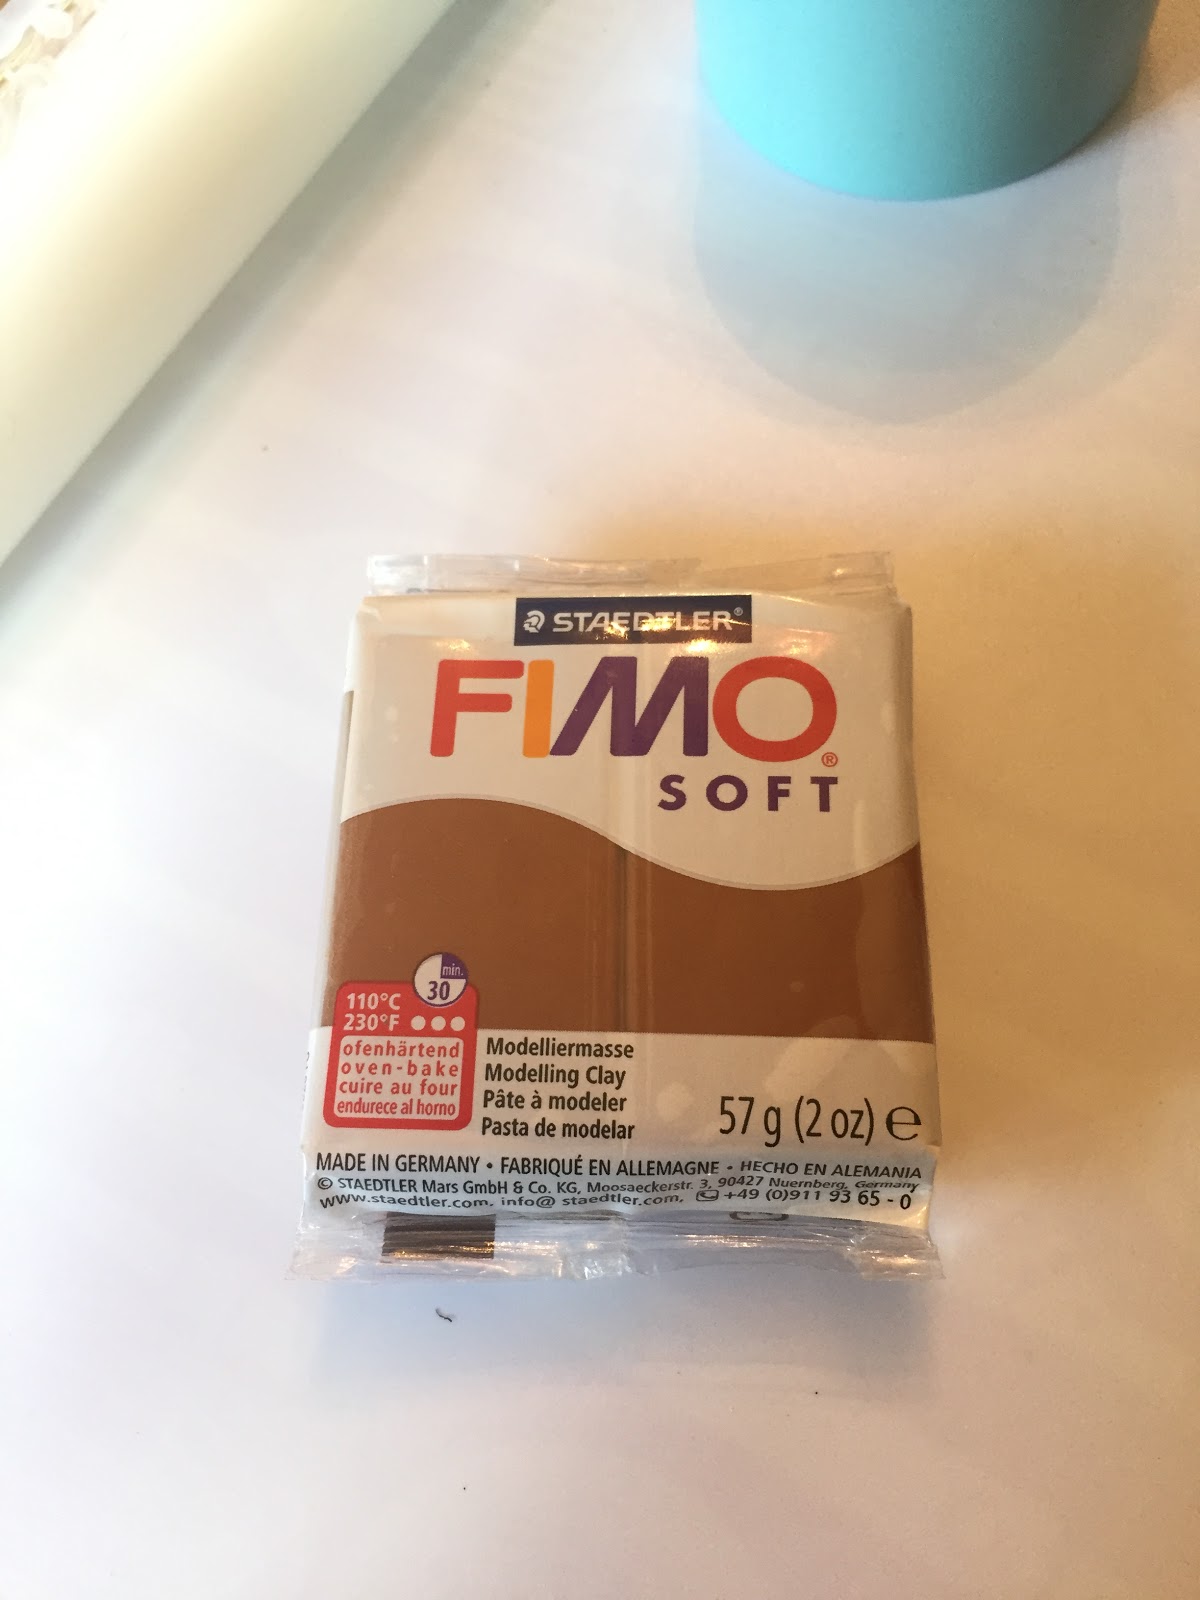 STAEDTLER®
FIMO®
SOFT
min.
30
110°C
230°F
ofenhärtend
oven-bake
cuire au four
endurece al horno
Modelliermasse
Modelling Clay
Pâte à modeler
Pasta de modelar
57 g (2 oz) ℮
MADE IN GERMANY • FABRIQUÉ EN ALLEMAGNE • HECHO EN ALEMANIA
© STAEDTLER Mars GmbH & Co. KG, Moosaeckerstr. 3, 90427 Nuernberg, Germany
www.staedtler.com, info@staedtler.com, +49 (0)911 93 65 - 0